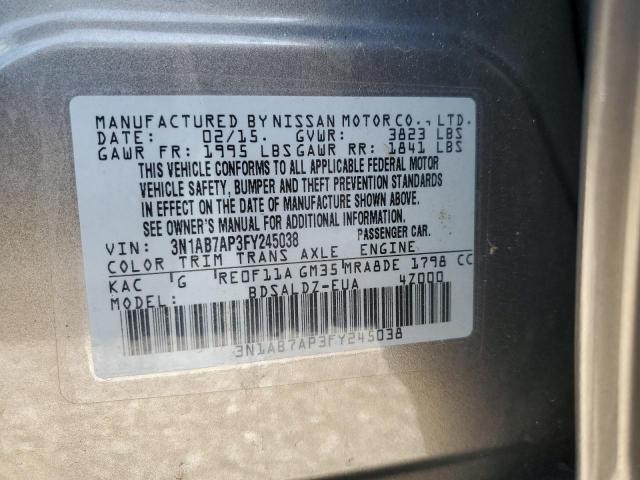 MANUFACTURED BY NISSAN MOTOR CO., LTD.
DATE: 02/15. GVWR: 3823 LBS
GAWR FR: 1995 LBS GAWR RR: 1841 LBS
THIS VEHICLE CONFORMS TO ALL APPLICABLE FEDERAL MOTOR
VEHICLE SAFETY, BUMPER AND THEFT PREVENTION STANDARDS
IN EFFECT ON THE DATE OF MANUFACTURE SHOWN ABOVE.
SEE OWNER'S MANUAL FOR ADDITIONAL INFORMATION.
VIN: 3N1AB7AP3FY245038 PASSENGER CAR.
COLOR TRIM TRANS AXLE ENGINE
KAC G RE0F11A GM35 MRA8DE 1798 CC
MODEL: BDSALDZ-EUA 4Z000
3N1AB7AP3FY245038